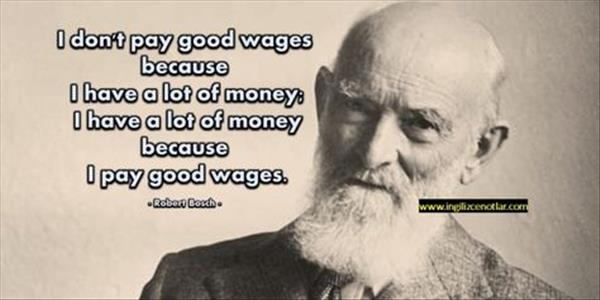 I don't pay good wages
because
I have a lot of money;
I have a lot of money
because
I pay good wages.
- Robert Bosch -
www.ingilizcenotlar.com